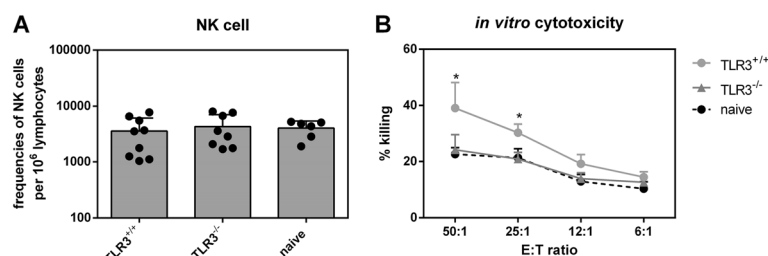 A
NK cell
frequencies of NK cells
per 10⁶ lymphocytes
100000
10000
1000
100
TLR3+/+
TLR3-/-
naive
B
in vitro cytotoxicity
% killing
60
40
20
0
*
*
50:1
25:1
12:1
6:1
E:T ratio
TLR3+/+
TLR3-/-
naive